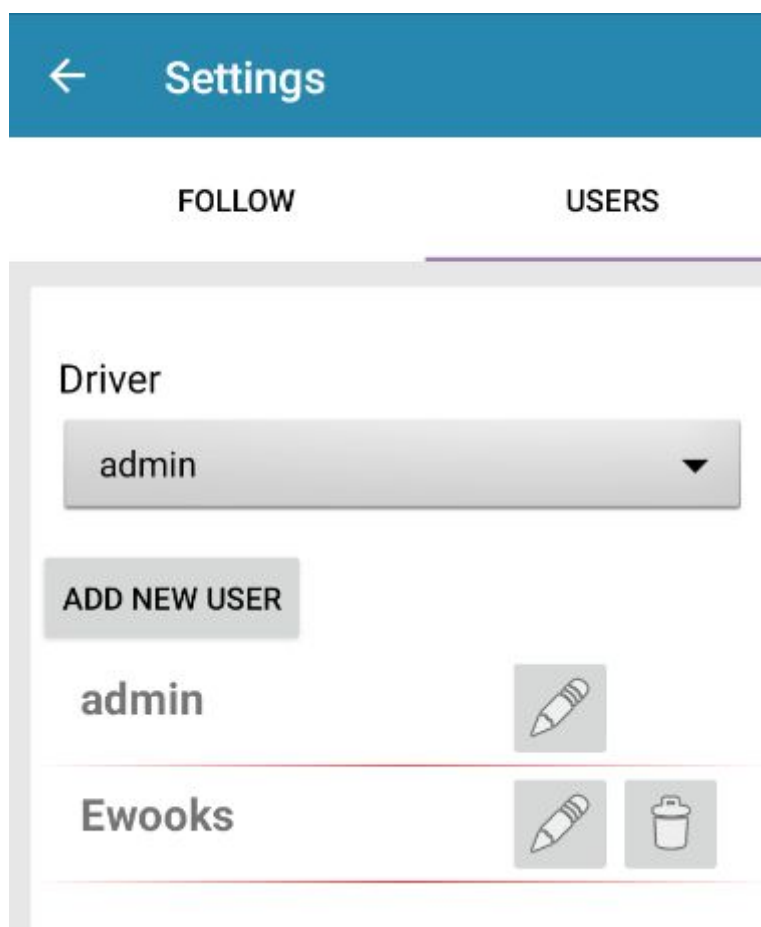 Settings
FOLLOW USERS
Driver
admin
ADD NEW USER
admin
Ewooks